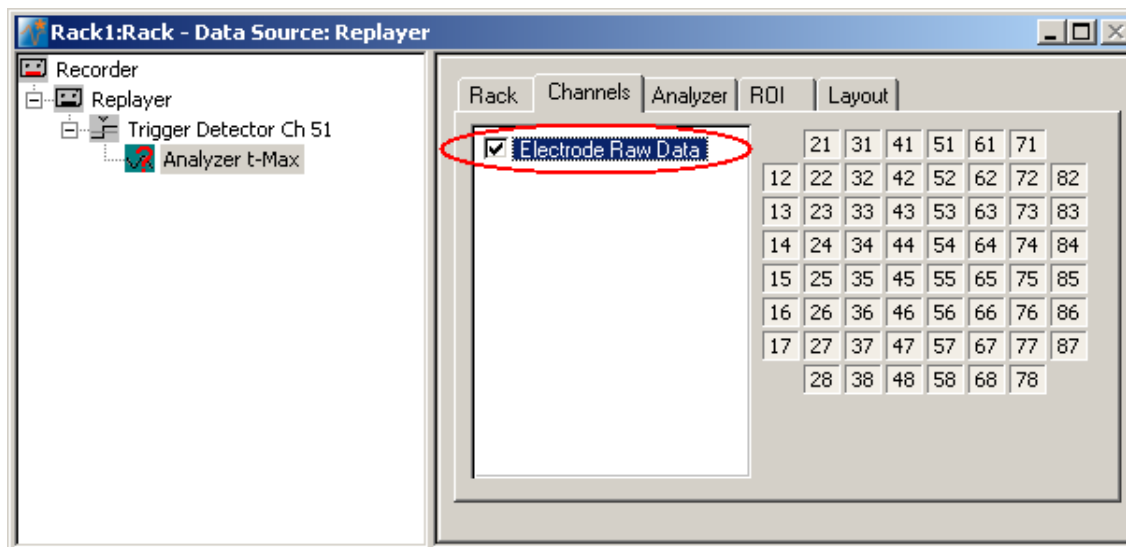 Rack1:Rack - Data Source: Replayer
Recorder
Replayer
Trigger Detector Ch 51
Analyzer t-Max
Rack Channels Analyzer ROI Layout
Electrode Raw Data
21 31 41 51 61 71
12 22 32 42 52 62 72 82
13 23 33 43 53 63 73 83
14 24 34 44 54 64 74 84
15 25 35 45 55 65 75 85
16 26 36 46 56 66 76 86
17 27 37 47 57 67 77 87
28 38 48 58 68 78